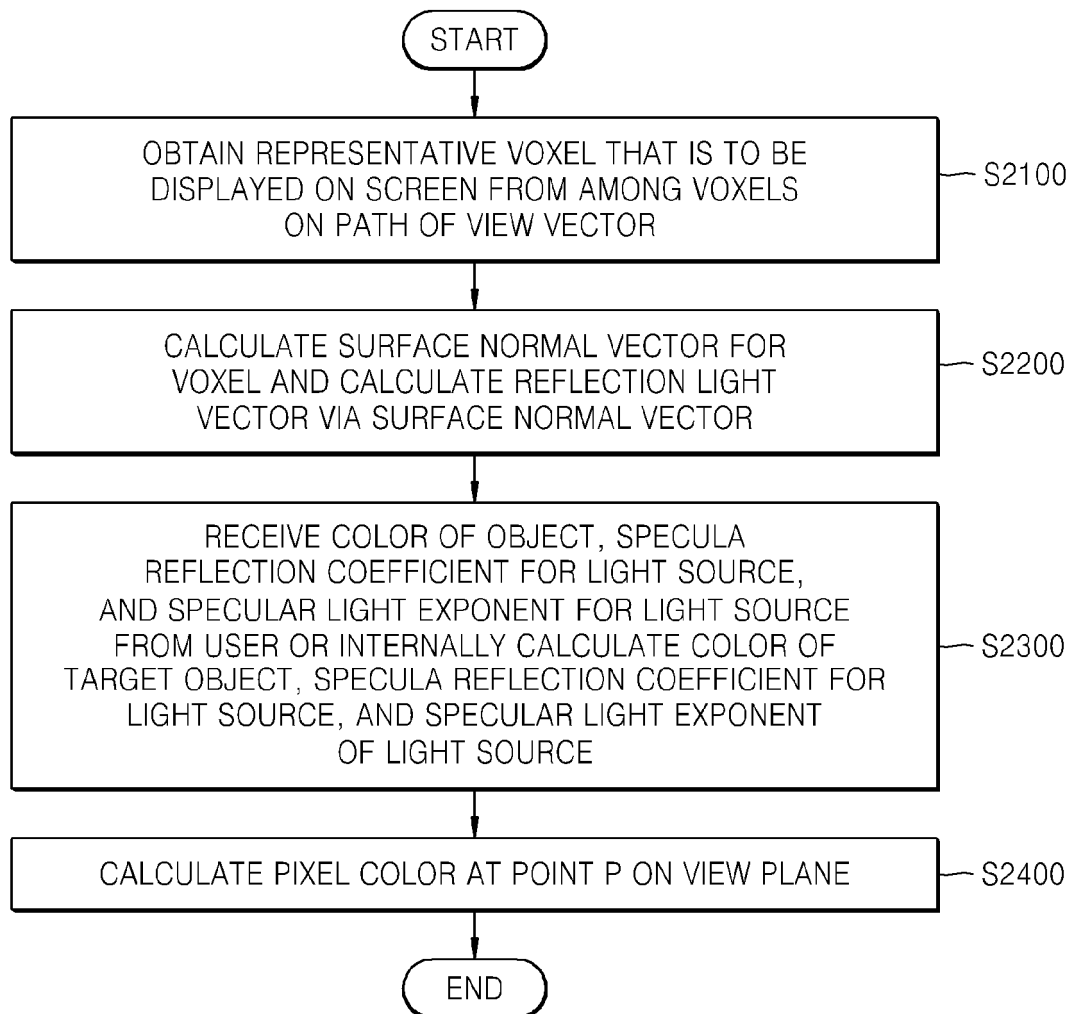 START
OBTAIN REPRESENTATIVE VOXEL THAT IS TO BE
DISPLAYED ON SCREEN FROM AMONG VOXELS
ON PATH OF VIEW VECTOR
S2100
CALCULATE SURFACE NORMAL VECTOR FOR
VOXEL AND CALCULATE REFLECTION LIGHT
VECTOR VIA SURFACE NORMAL VECTOR
S2200
RECEIVE COLOR OF OBJECT, SPECULA
REFLECTION COEFFICIENT FOR LIGHT SOURCE,
AND SPECULAR LIGHT EXPONENT FOR LIGHT SOURCE
FROM USER OR INTERNALLY CALCULATE COLOR OF
TARGET OBJECT, SPECULA REFLECTION COEFFICIENT FOR
LIGHT SOURCE, AND SPECULAR LIGHT EXPONENT
OF LIGHT SOURCE
S2300
CALCULATE PIXEL COLOR AT POINT P ON VIEW PLANE
S2400
END